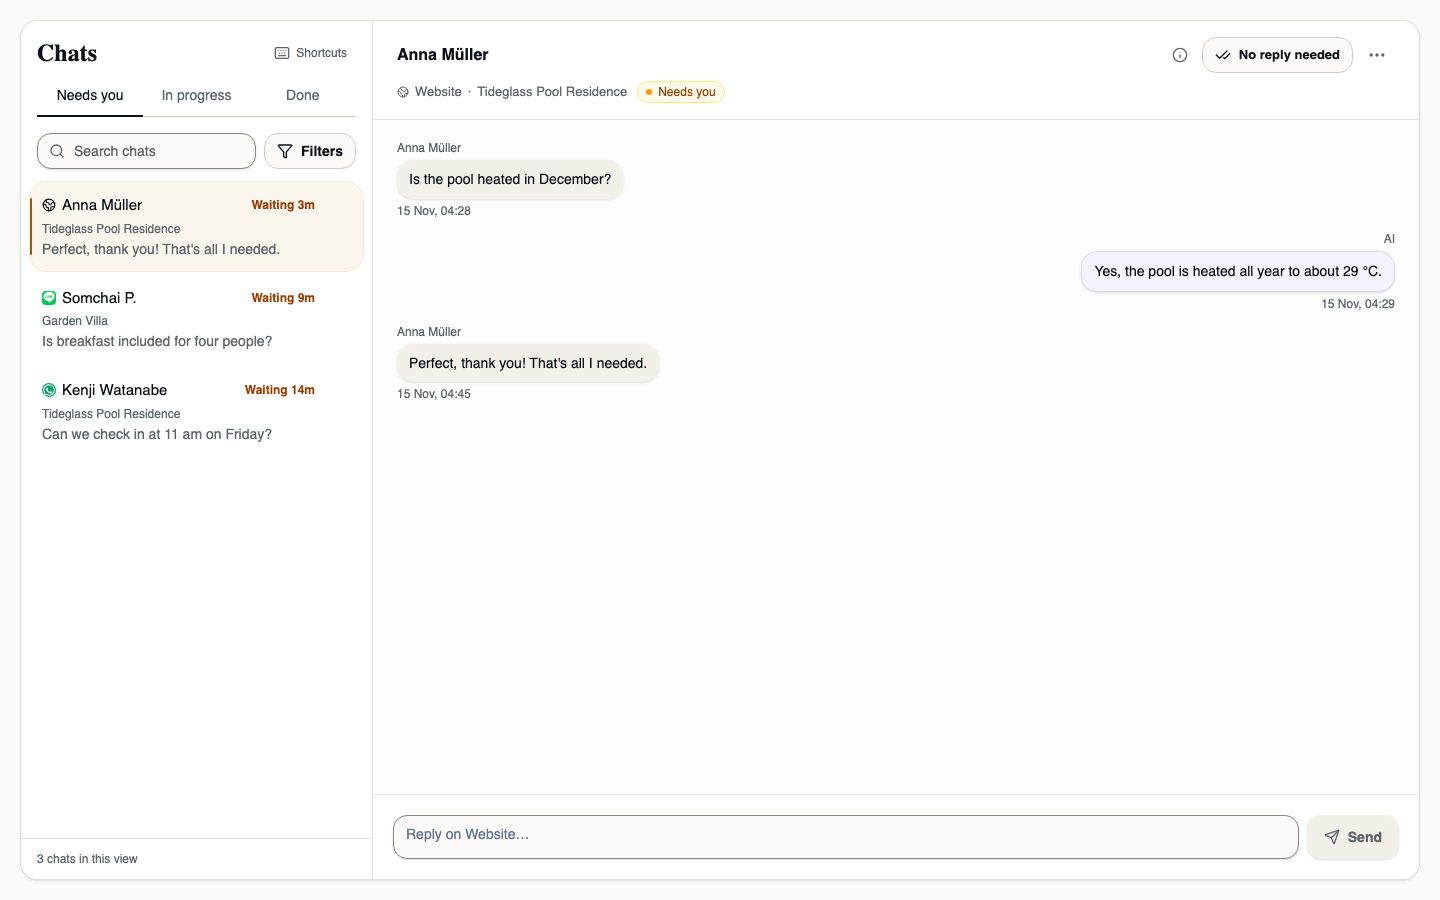 Chats
Shortcuts
Needs you
In progress
Done
Search chats
Filters
Anna Müller
Waiting 3m
Tideglass Pool Residence
Perfect, thank you! That's all I needed.
Somchai P.
Waiting 9m
Garden Villa
Is breakfast included for four people?
Kenji Watanabe
Waiting 14m
Tideglass Pool Residence
Can we check in at 11 am on Friday?
3 chats in this view
Anna Müller
No reply needed
Website · Tideglass Pool Residence
Needs you
Anna Müller
Is the pool heated in December?
15 Nov, 04:28
AI
Yes, the pool is heated all year to about 29 °C.
15 Nov, 04:29
Anna Müller
Perfect, thank you! That's all I needed.
15 Nov, 04:45
Reply on Website…
Send